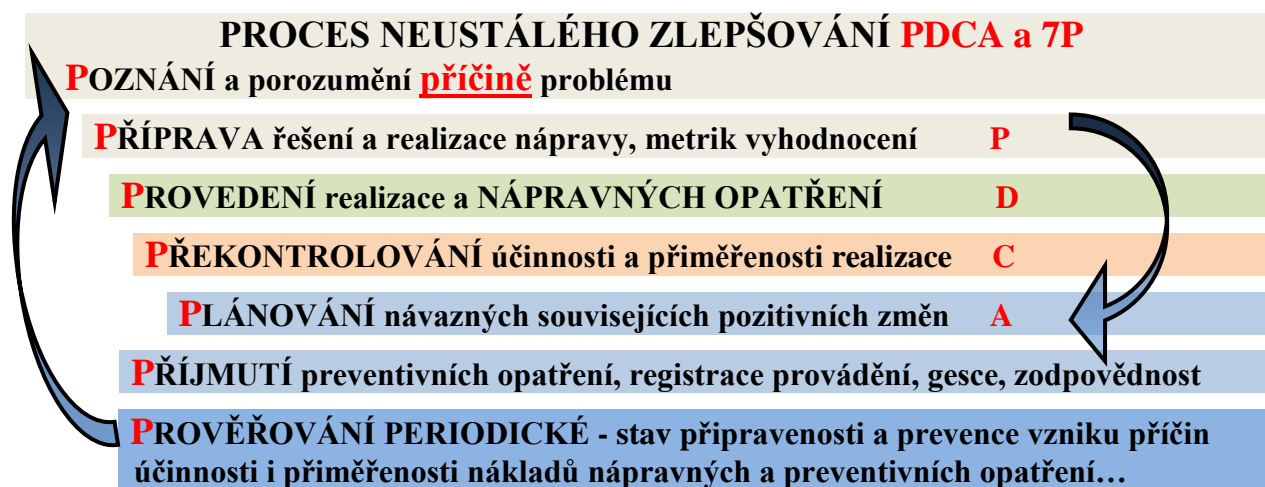 PROCES NEUSTÁLÉHO ZLEPŠOVÁNÍ PDCA a 7P
POZNÁNÍ a porozumění příčině problému
PŘÍPRAVA řešení a realizace nápravy, metrik vyhodnocení P
PROVEDENÍ realizace a NÁPRAVNÝCH OPATŘENÍ D
PŘEKONTROLOVÁNÍ účinnosti a přiměřenosti realizace C
PLÁNOVÁNÍ návazných souvisejících pozitivních změn A
PŘÍJMUTÍ preventivních opatření, registrace provádění, gesce, zodpovědnost
PROVĚŘOVÁNÍ PERIODICKÉ - stav připravenosti a prevence vzniku příčin
účinnosti i přiměřenosti nákladů nápravných a preventivních opatření…